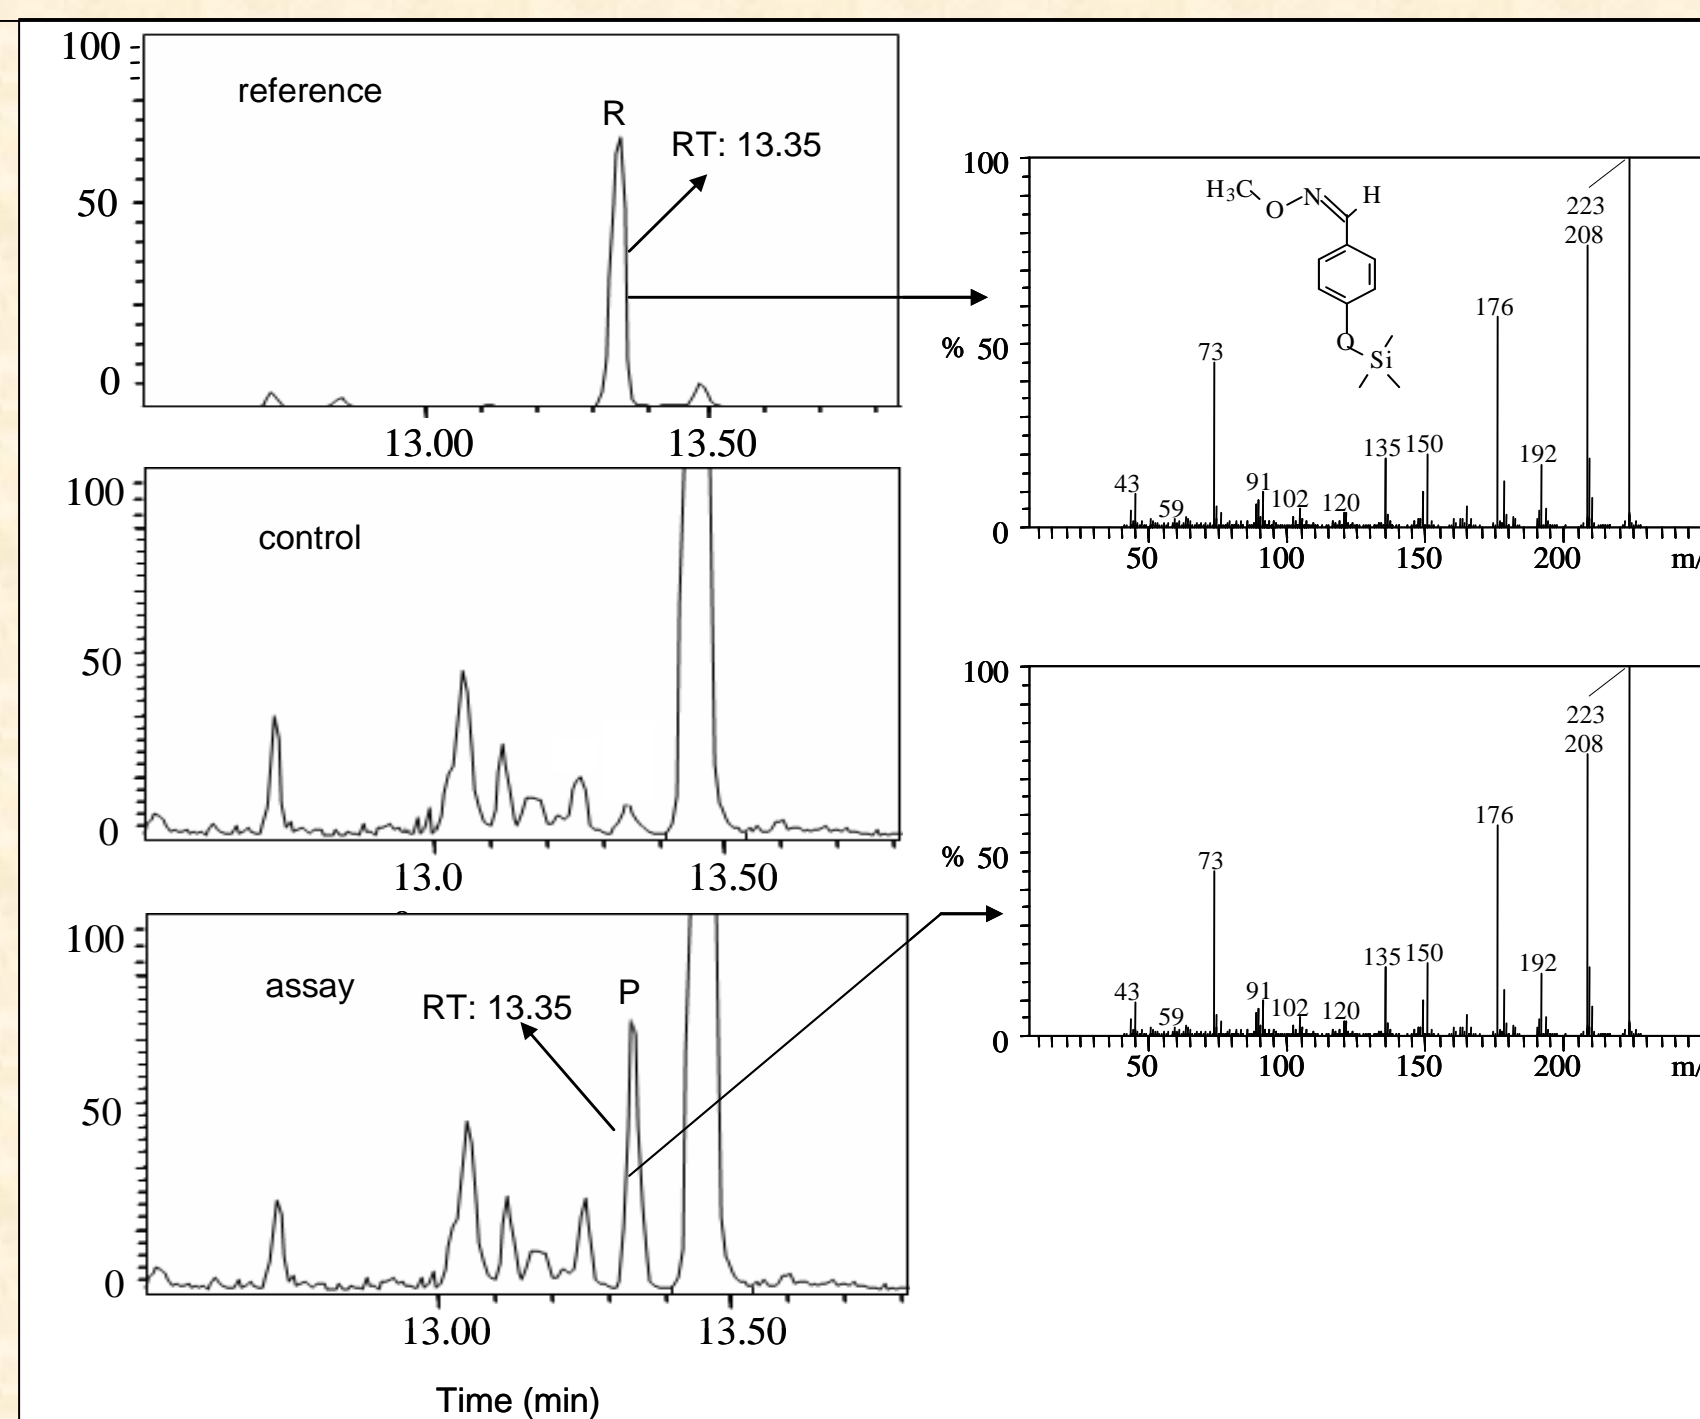 100
reference
R
RT: 13.35
50
0
13.00 13.50
100
control
50
0
13.0 13.50
100
assay
RT: 13.35
P
50
0
13.00 13.50
Time (min)
100
H₃C
O
N
H
O
Si
223
208
176
% 50
73
135 150
192
43
59
91
102
120
0
50 100 150 200 m/
100
223
208
176
% 50
73
135 150
192
43
59
91
102
120
0
50 100 150 200 m/